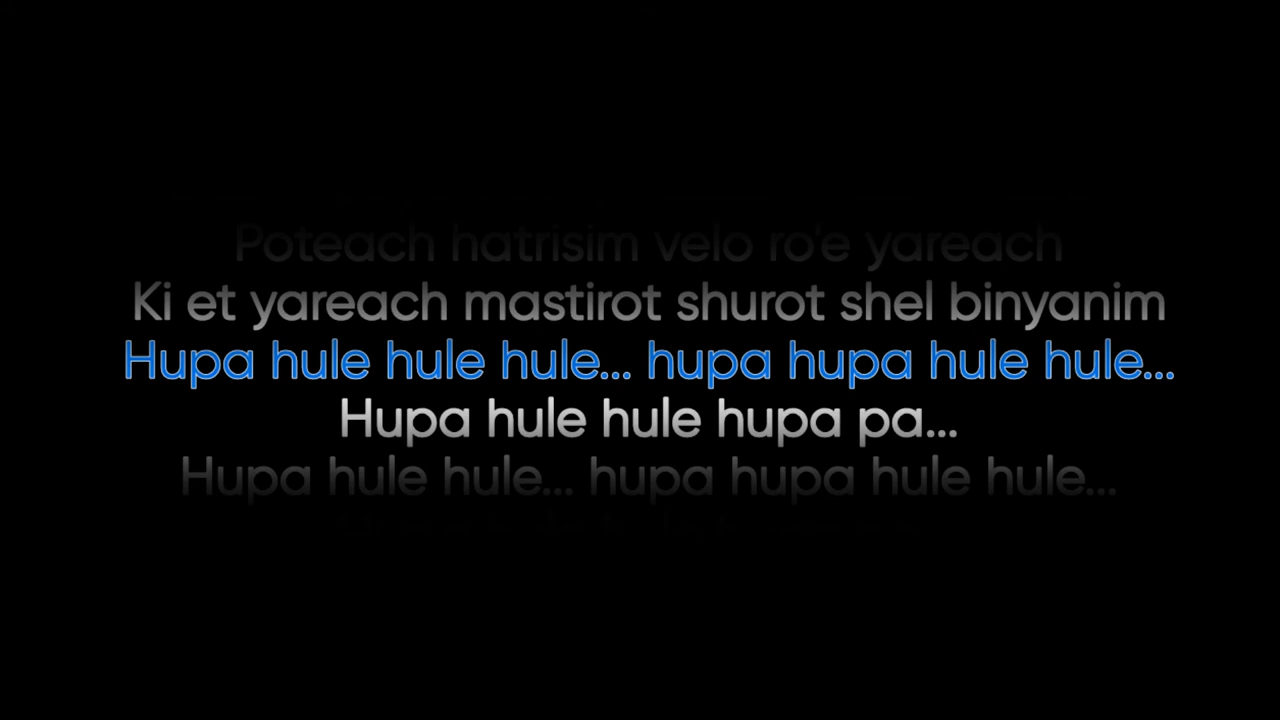 Poteach hatrisim velo ro'e yareach
Ki et yareach mastirot shurot shel binyanim
Hupa hule hule hule... hupa hupa hule hule...
Hupa hule hule hupa pa...
Hupa hule hule... hupa hupa hule hule...